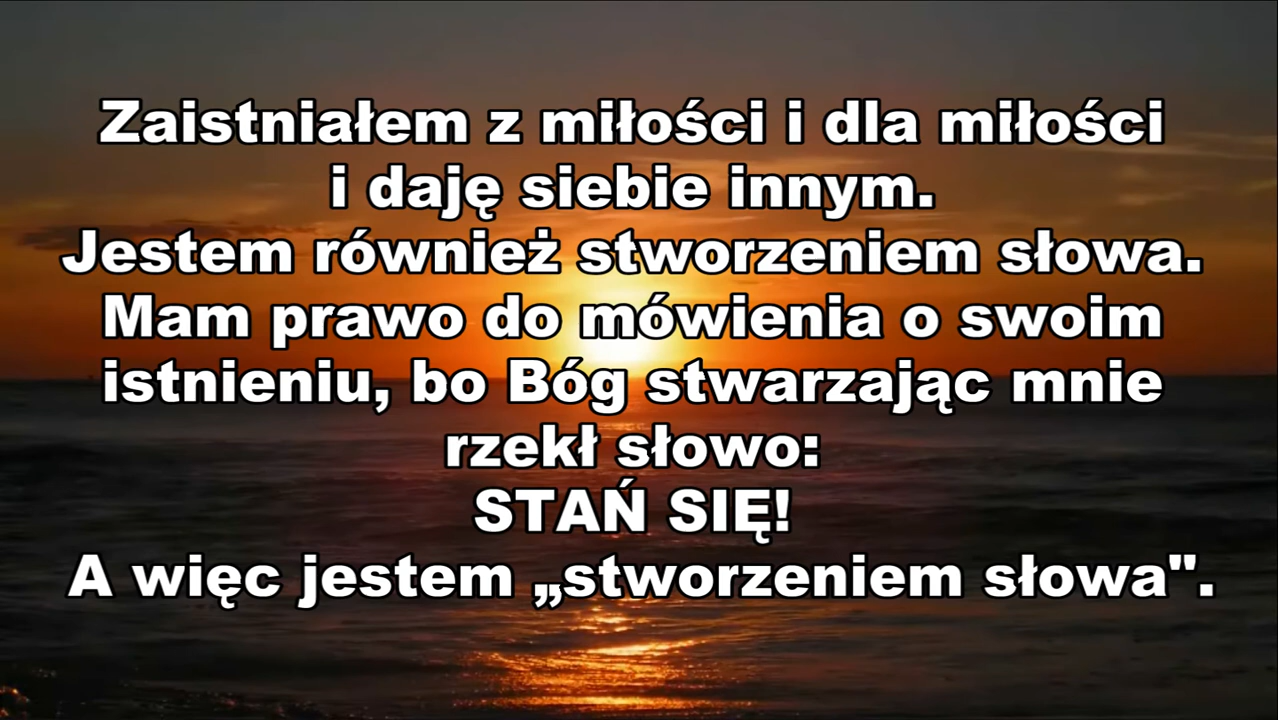 Zaistniałem z miłości i dla miłości
i daję siebie innym.
Jestem również stworzeniem słowa.
Mam prawo do mówienia o swoim
istnieniu, bo Bóg stwarzając mnie
rzekł słowo:
STAŃ SIĘ!
A więc jestem „stworzeniem słowa".